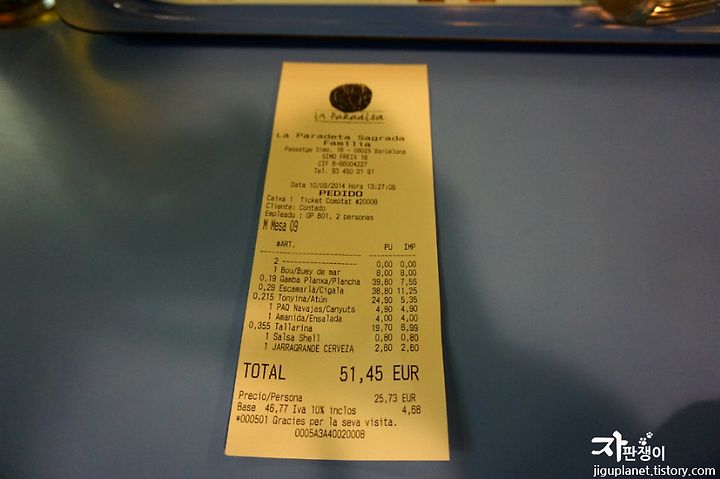 La Paradeta
La Paradeta Sagrada
Familia
Passatge Simo, 18 - 08025 Barcelona
SIMO FREIX 18
CIF B-66004227
Tel. 93 450 01 91
Data 10/09/2014 Hora 13:27:06
PEDIDO
Caixa 1 Ticket Comptat #20008
Cliente: Contado
Empleado : OP B01, 2 personas
M Mesa 09
#ART. PU IMP
2 ------------------- 0,00 0,00
1 Bou/Buey de mar 8,00 8,00
0,19 Gamba Planxa/Plancha 39,80 7,56
0,29 Escamarlà/Cigala 38,80 11,25
0,215 Tonyina/Atún 24,90 5,35
1 PAQ Navajas/Canyuts 4,90 4,90
1 Amanida/Ensalada 4,00 4,00
0,355 Tallarina 19,70 6,99
1 Salsa Shell 0,80 0,80
1 JARRAGRANDE CERVEZA 2,60 2,60
TOTAL 51,45 EUR
Precio/Persona 25,73 EUR
Base 46,77 Iva 10% inclos 4,68
*000501 Gracies per la seva visita.
0005A3A40020008
자판쟁이
jiguplanet.tistory.com